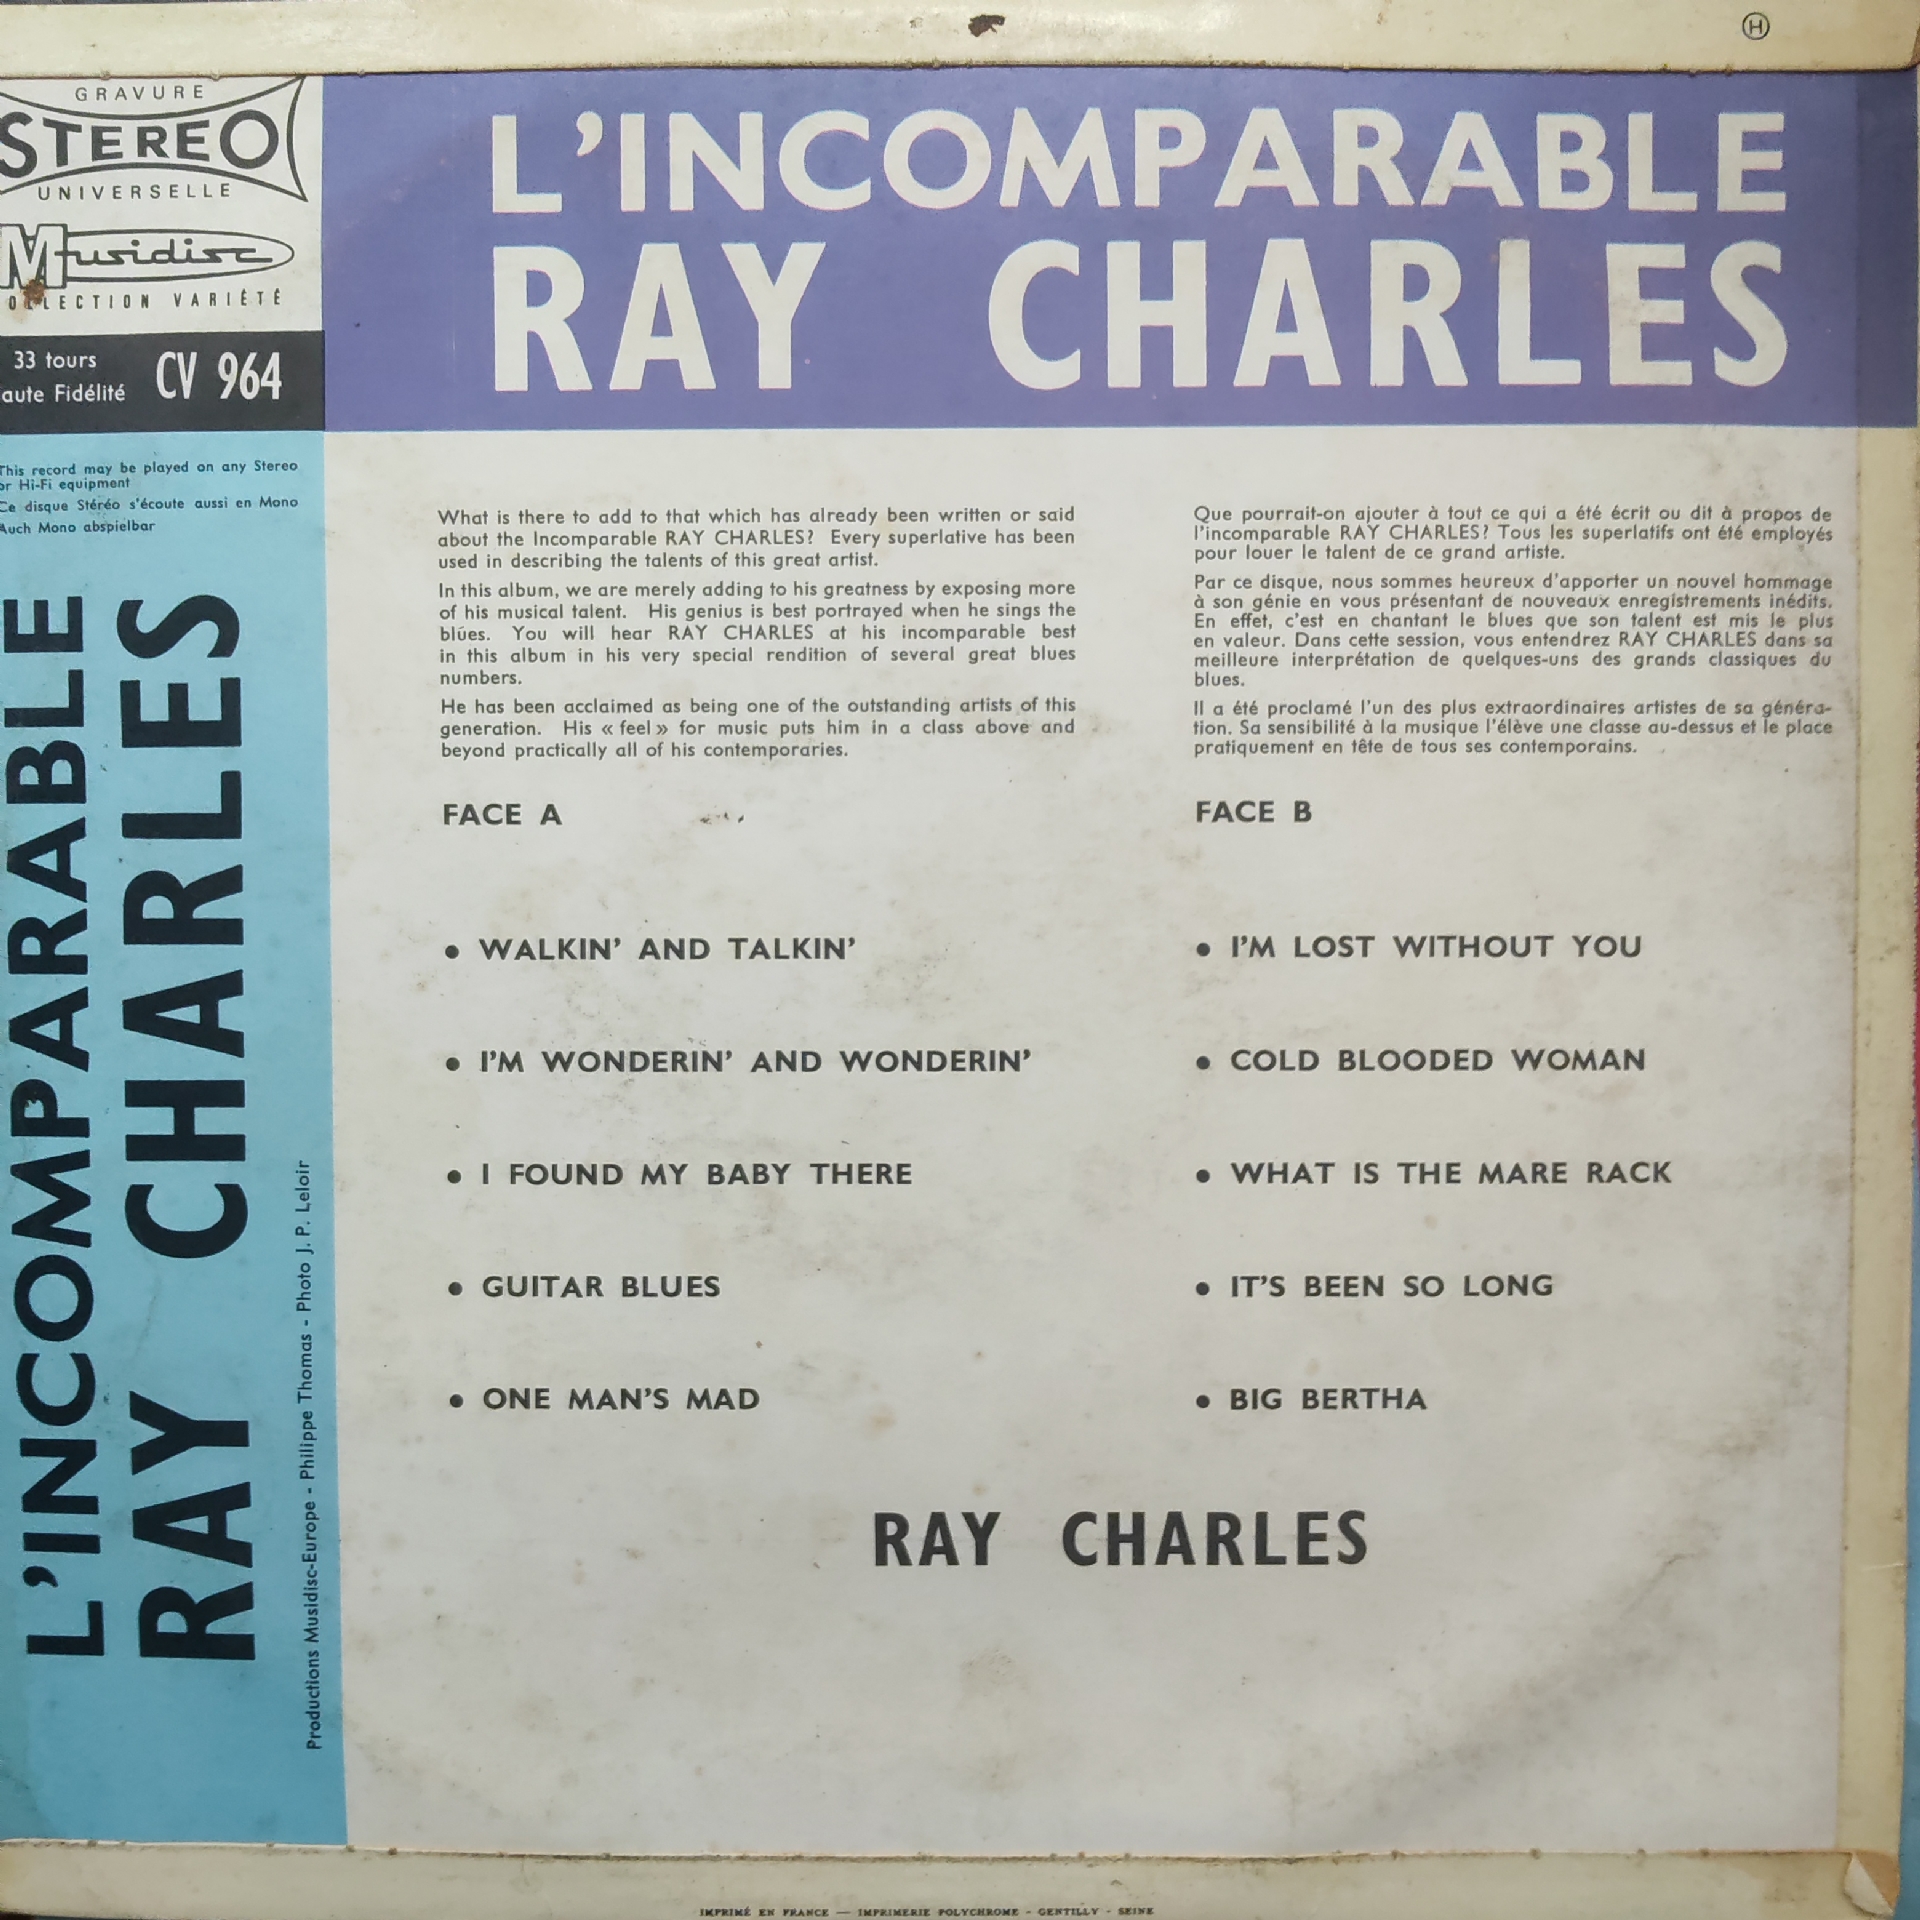 Ⓗ
GRAVURE
STEREO
UNIVERSELLE
Musidisc
OLLECTION VARIÉTÉ
33 tours
aute Fidélité
CV 964
L'INCOMPARABLE
RAY CHARLES
This record may be played on any Stereo
or Hi-Fi equipment
Ce disque Stéréo s'écoute aussi en Mono
Auch Mono abspielbar
L'INCOMPARABLE
RAY CHARLES
Productions Musidisc-Europe - Philippe Thomas - Photo J. P. Leloir
What is there to add to that which has already been written or said
about the Incomparable RAY CHARLES? Every superlative has been
used in describing the talents of this great artist.
In this album, we are merely adding to his greatness by exposing more
of his musical talent. His genius is best portrayed when he sings the
blúes. You will hear RAY CHARLES at his incomparable best
in this album in his very special rendition of several great blues
numbers.
He has been acclaimed as being one of the outstanding artists of this
generation. His « feel » for music puts him in a class above and
beyond practically all of his contemporaries.
FACE A
• WALKIN' AND TALKIN'
• I'M WONDERIN' AND WONDERIN'
• I FOUND MY BABY THERE
• GUITAR BLUES
• ONE MAN'S MAD
Que pourrait-on ajouter à tout ce qui a été écrit ou dit à propos de
l'incomparable RAY CHARLES? Tous les superlatifs ont été employés
pour louer le talent de ce grand artiste.
Par ce disque, nous sommes heureux d'apporter un nouvel hommage
à son génie en vous présentant de nouveaux enregistrements inédits.
En effet, c'est en chantant le blues que son talent est mis le plus
en valeur. Dans cette session, vous entendrez RAY CHARLES dans sa
meilleure interprétation de quelques-uns des grands classiques du
blues.
Il a été proclamé l'un des plus extraordinaires artistes de sa généra-
tion. Sa sensibilité à la musique l'élève une classe au-dessus et le place
pratiquement en tête de tous ses contemporains.
FACE B
• I'M LOST WITHOUT YOU
• COLD BLOODED WOMAN
• WHAT IS THE MARE RACK
• IT'S BEEN SO LONG
• BIG BERTHA
RAY CHARLES
IMPRIMÉ EN FRANCE — IMPRIMERIE POLYCHROME - GENTILLY - SEINE